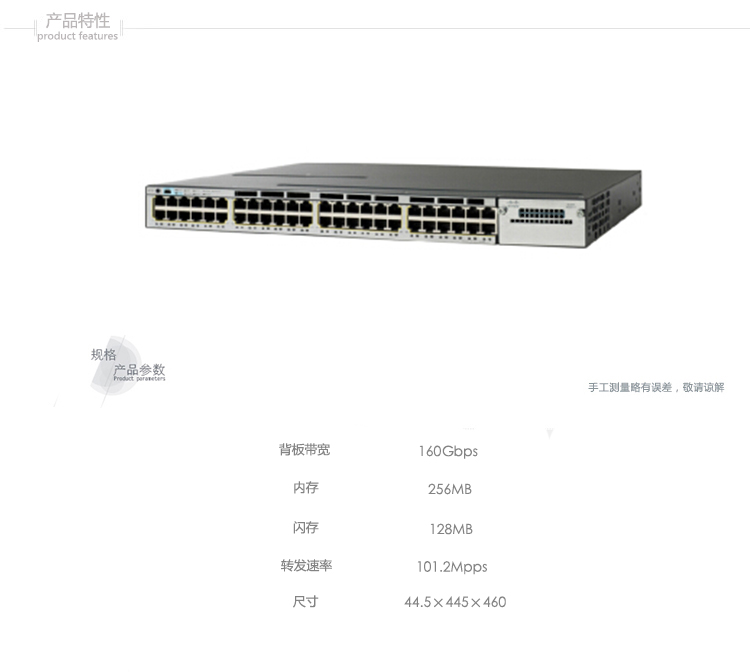 产品特性
product features
规格
产品参数
Product parameters
手工测量略有误差，敬请谅解
背板带宽 160Gbps
内存 256MB
闪存 128MB
转发速率 101.2Mpps
尺寸 44.5×445×460